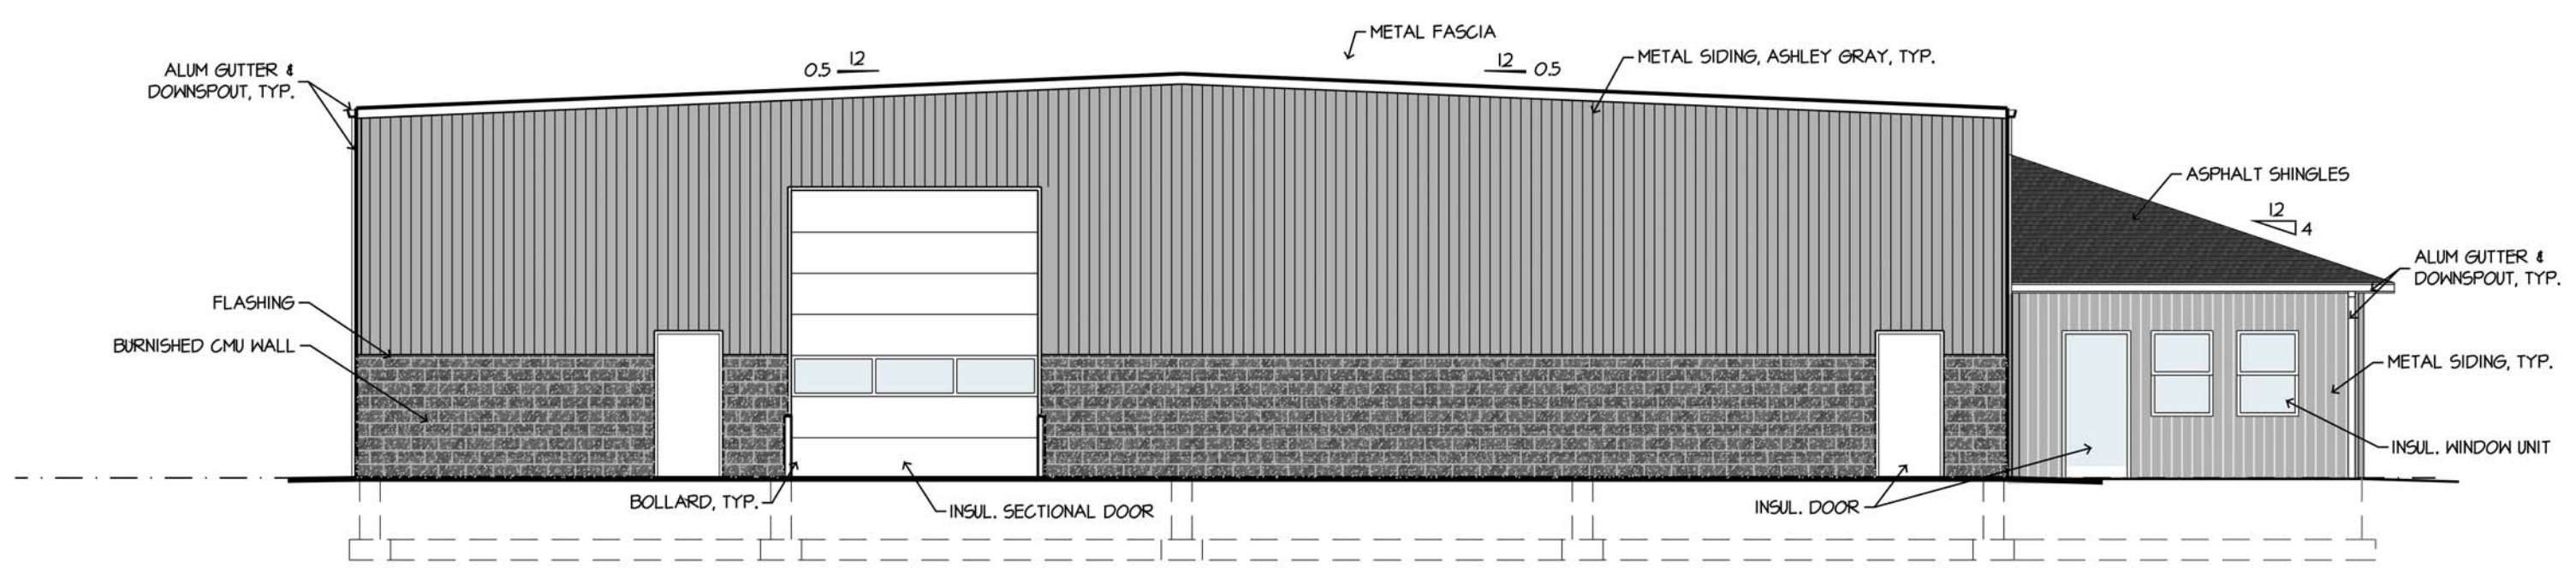 METAL FASCIA
12
0.5
12
0.5
METAL SIDING, ASHLEY GRAY, TYP.
ALUM GUTTER &
DOWNSPOUT, TYP.
ASPHALT SHINGLES
12
4
ALUM GUTTER &
DOWNSPOUT, TYP.
FLASHING
BURNISHED CMU WALL
METAL SIDING, TYP.
INSUL. WINDOW UNIT
BOLLARD, TYP.
INSUL. SECTIONAL DOOR
INSUL. DOOR